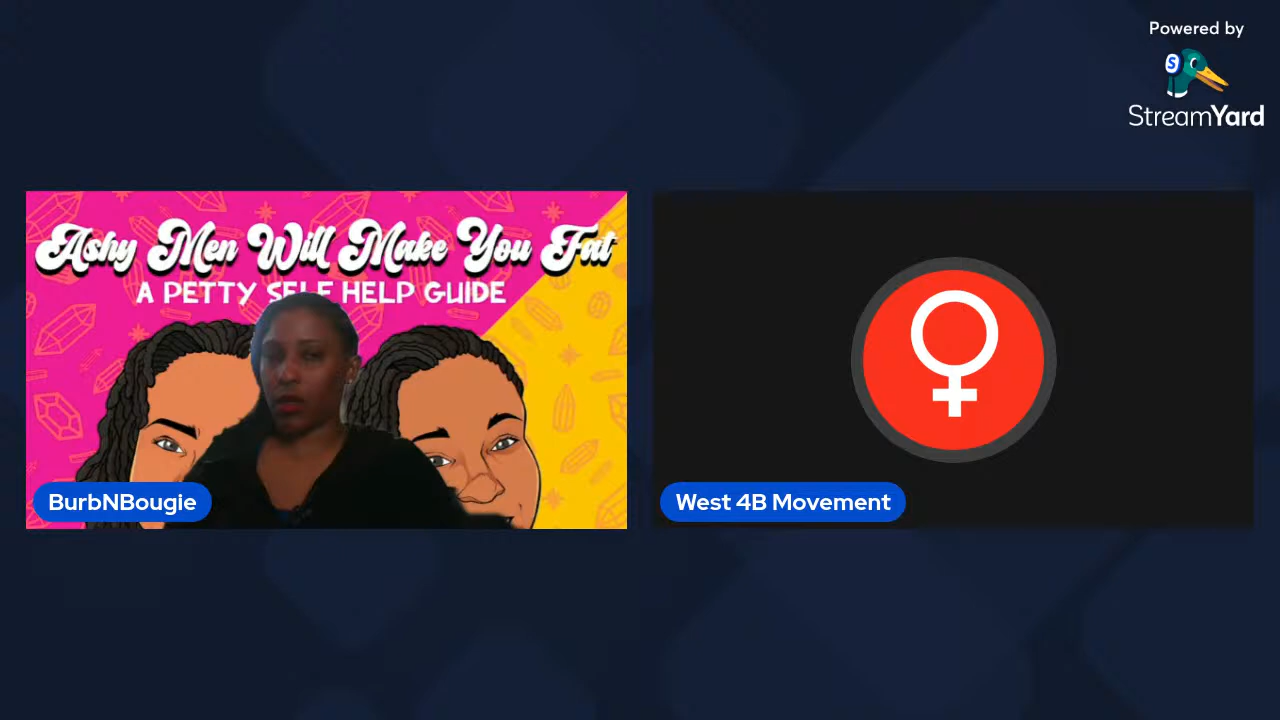 Powered by
S
StreamYard
Ashy Men Will Make You Fat
A PETTY SELF HELP GUIDE
BurbNBougie
West 4B Movement